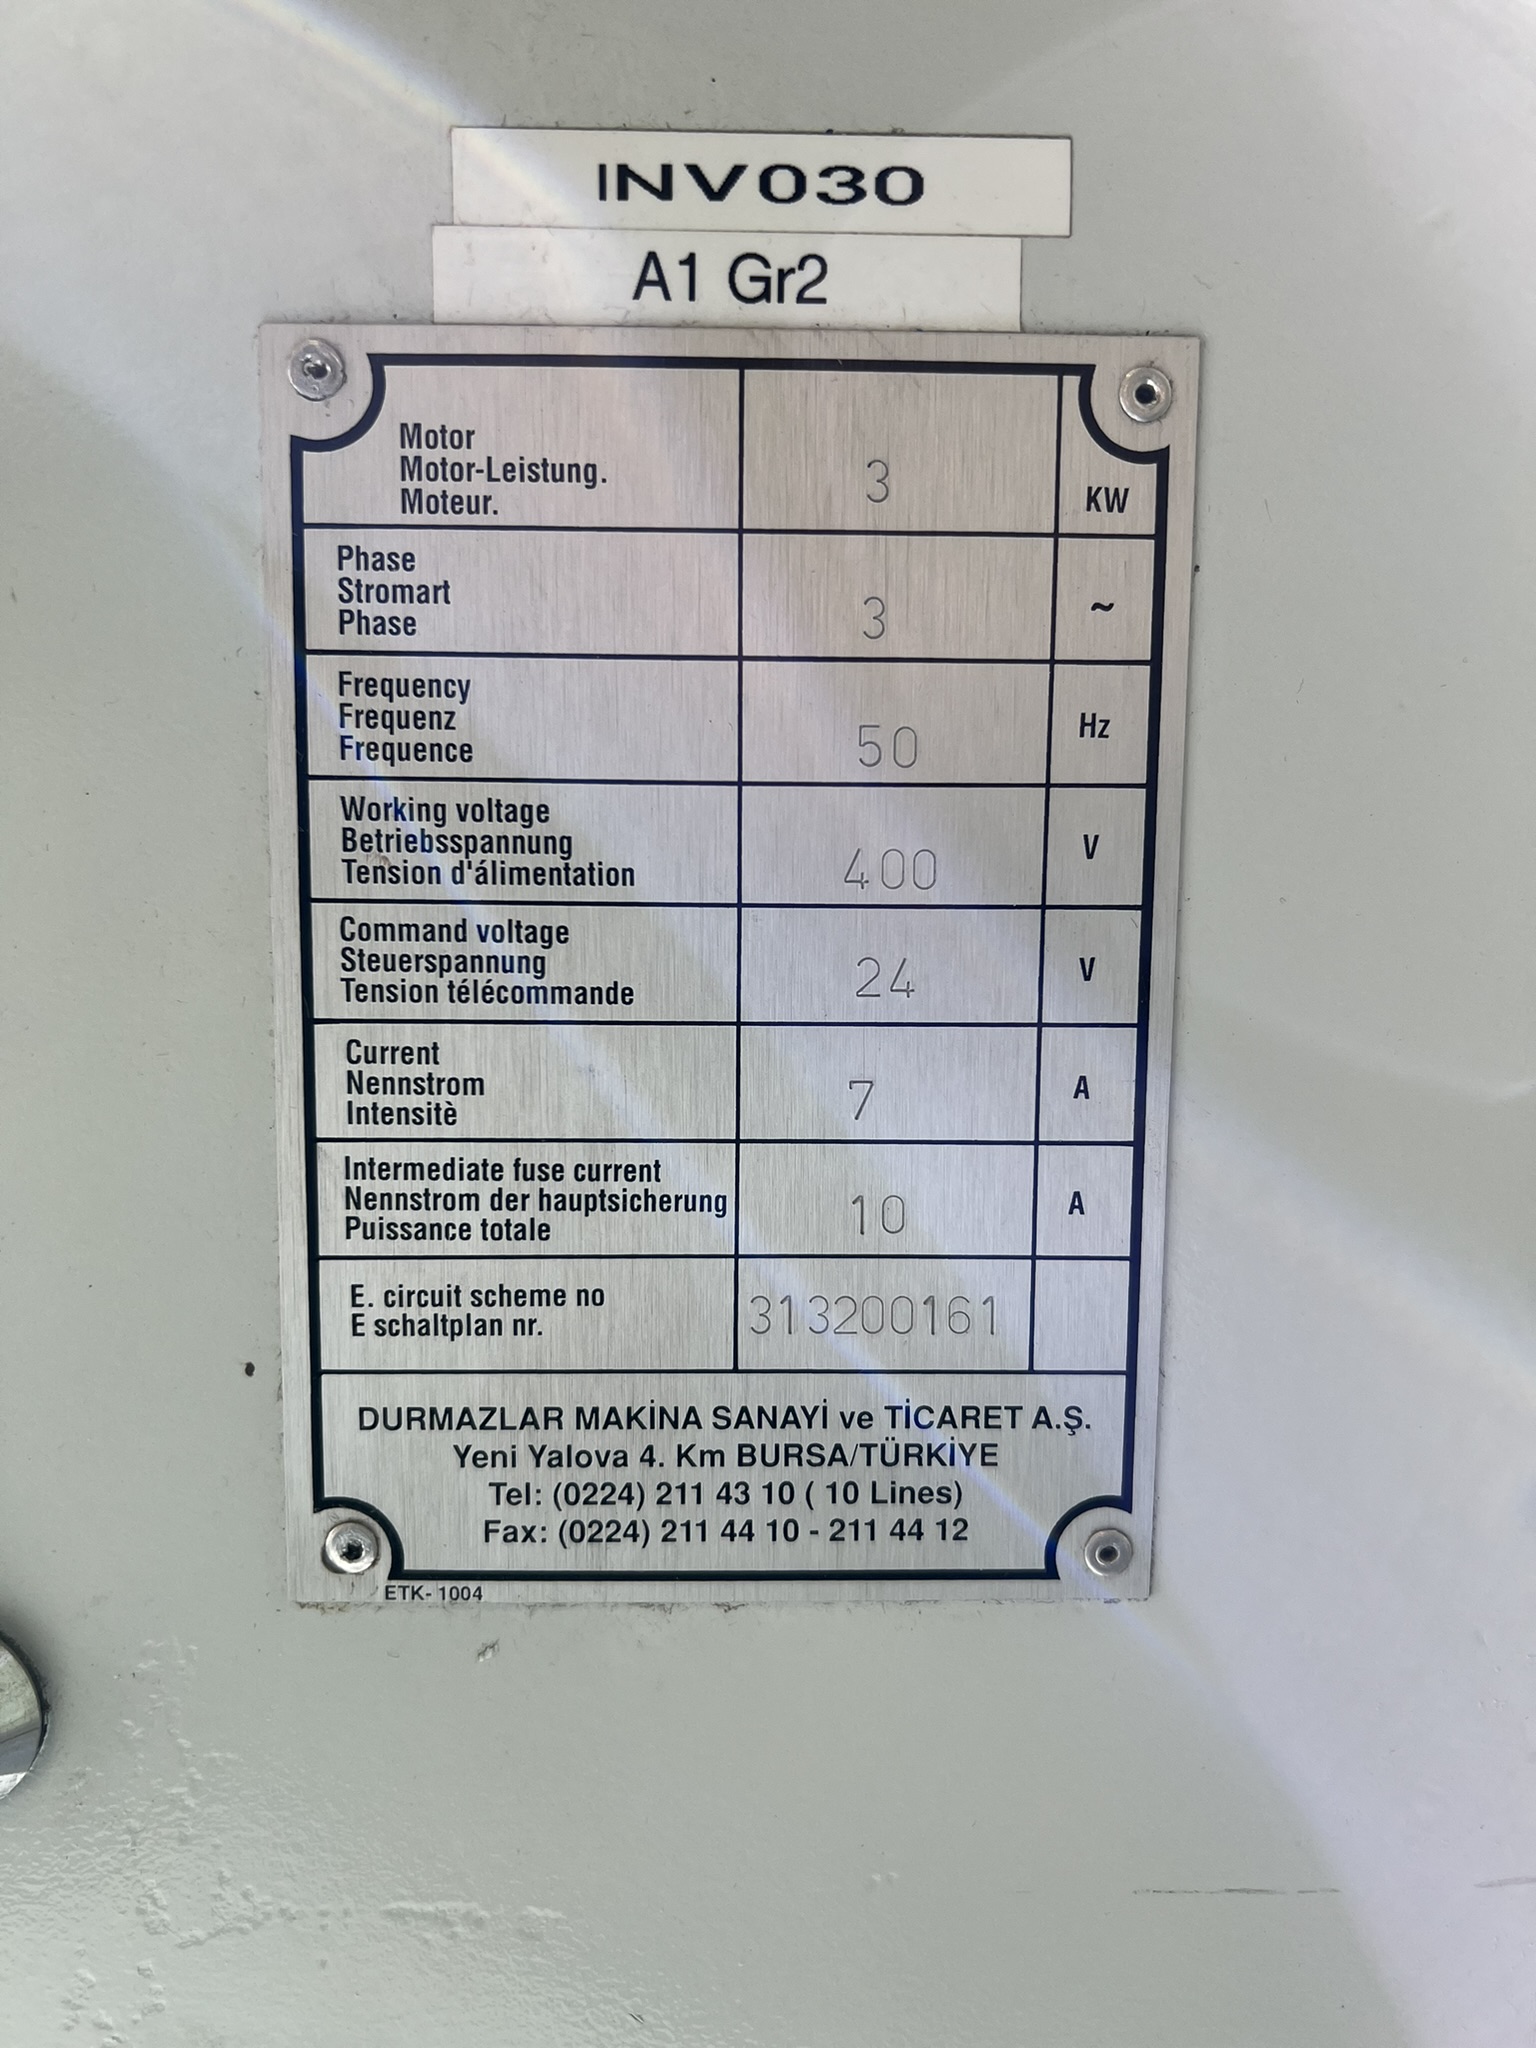 INV030
A1 Gr2
Motor
Motor-Leistung.
Moteur.
3
KW
Phase
Stromart
Phase
3
~
Frequency
Frequenz
Frequence
50
Hz
Working voltage
Betriebsspannung
Tension d'álimentation
400
V
Command voltage
Steuerspannung
Tension télécommande
24
V
Current
Nennstrom
Intensitè
7
A
Intermediate fuse current
Nennstrom der hauptsicherung
Puissance totale
10
A
E. circuit scheme no
E schaltplan nr.
313200161
DURMAZLAR MAKİNA SANAYİ ve TİCARET A.Ş.
Yeni Yalova 4. Km BURSA/TÜRKİYE
Tel: (0224) 211 43 10 ( 10 Lines)
Fax: (0224) 211 44 10 - 211 44 12
ETK- 1004